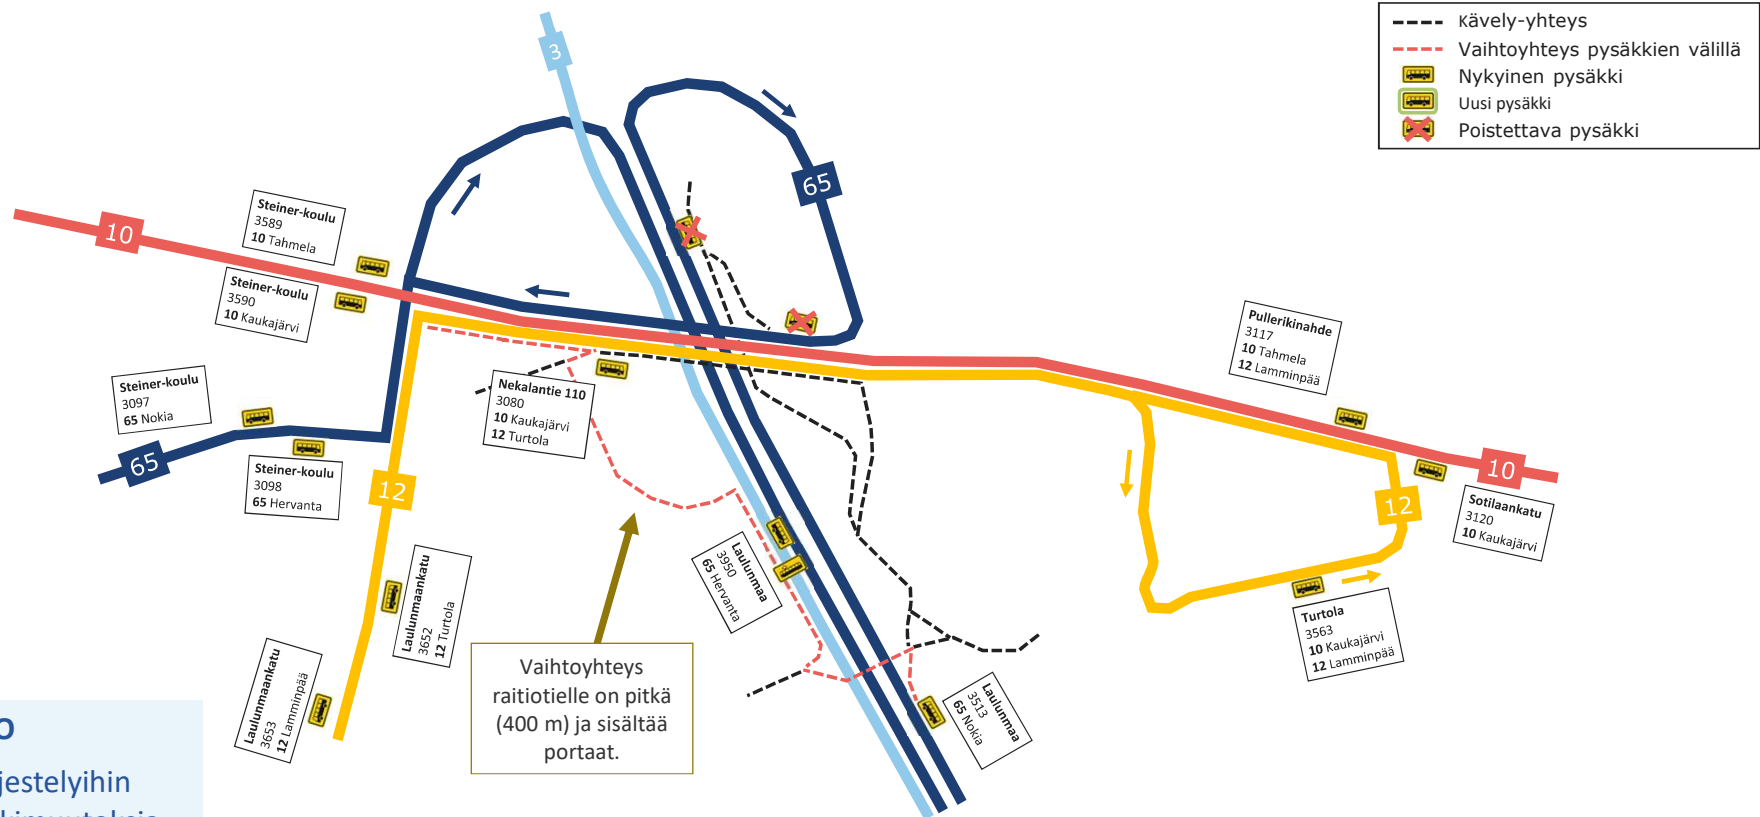 Kävely-yhteys
Vaihtoyhteys pysäkkien välillä
Nykyinen pysäkki
Uusi pysäkki
Poistettava pysäkki
3
65
10
Steiner-koulu
3589
10 Tahmela
Steiner-koulu
3590
10 Kaukajärvi
Steiner-koulu
3097
65 Nokia
65
Steiner-koulu
3098
65 Hervanta
12
Nekalantie 110
3080
10 Kaukajärvi
12 Turtola
Pullerikinahde
3117
10 Tahmela
12 Lamminpää
10
12
Sotilaankatu
3120
10 Kaukajärvi
Turtola
3563
10 Kaukajärvi
12 Lamminpää
Laulunmaankatu
3652
12 Turtola
Laulunmaankatu
3653
12 Lamminpää
Laulunmaa
3950
65 Hervanta
Laulunmaa
3513
65 Nokia
Vaihtoyhteys
raitiotielle on pitkä
(400 m) ja sisältää
portaat.
O
jestelyihin